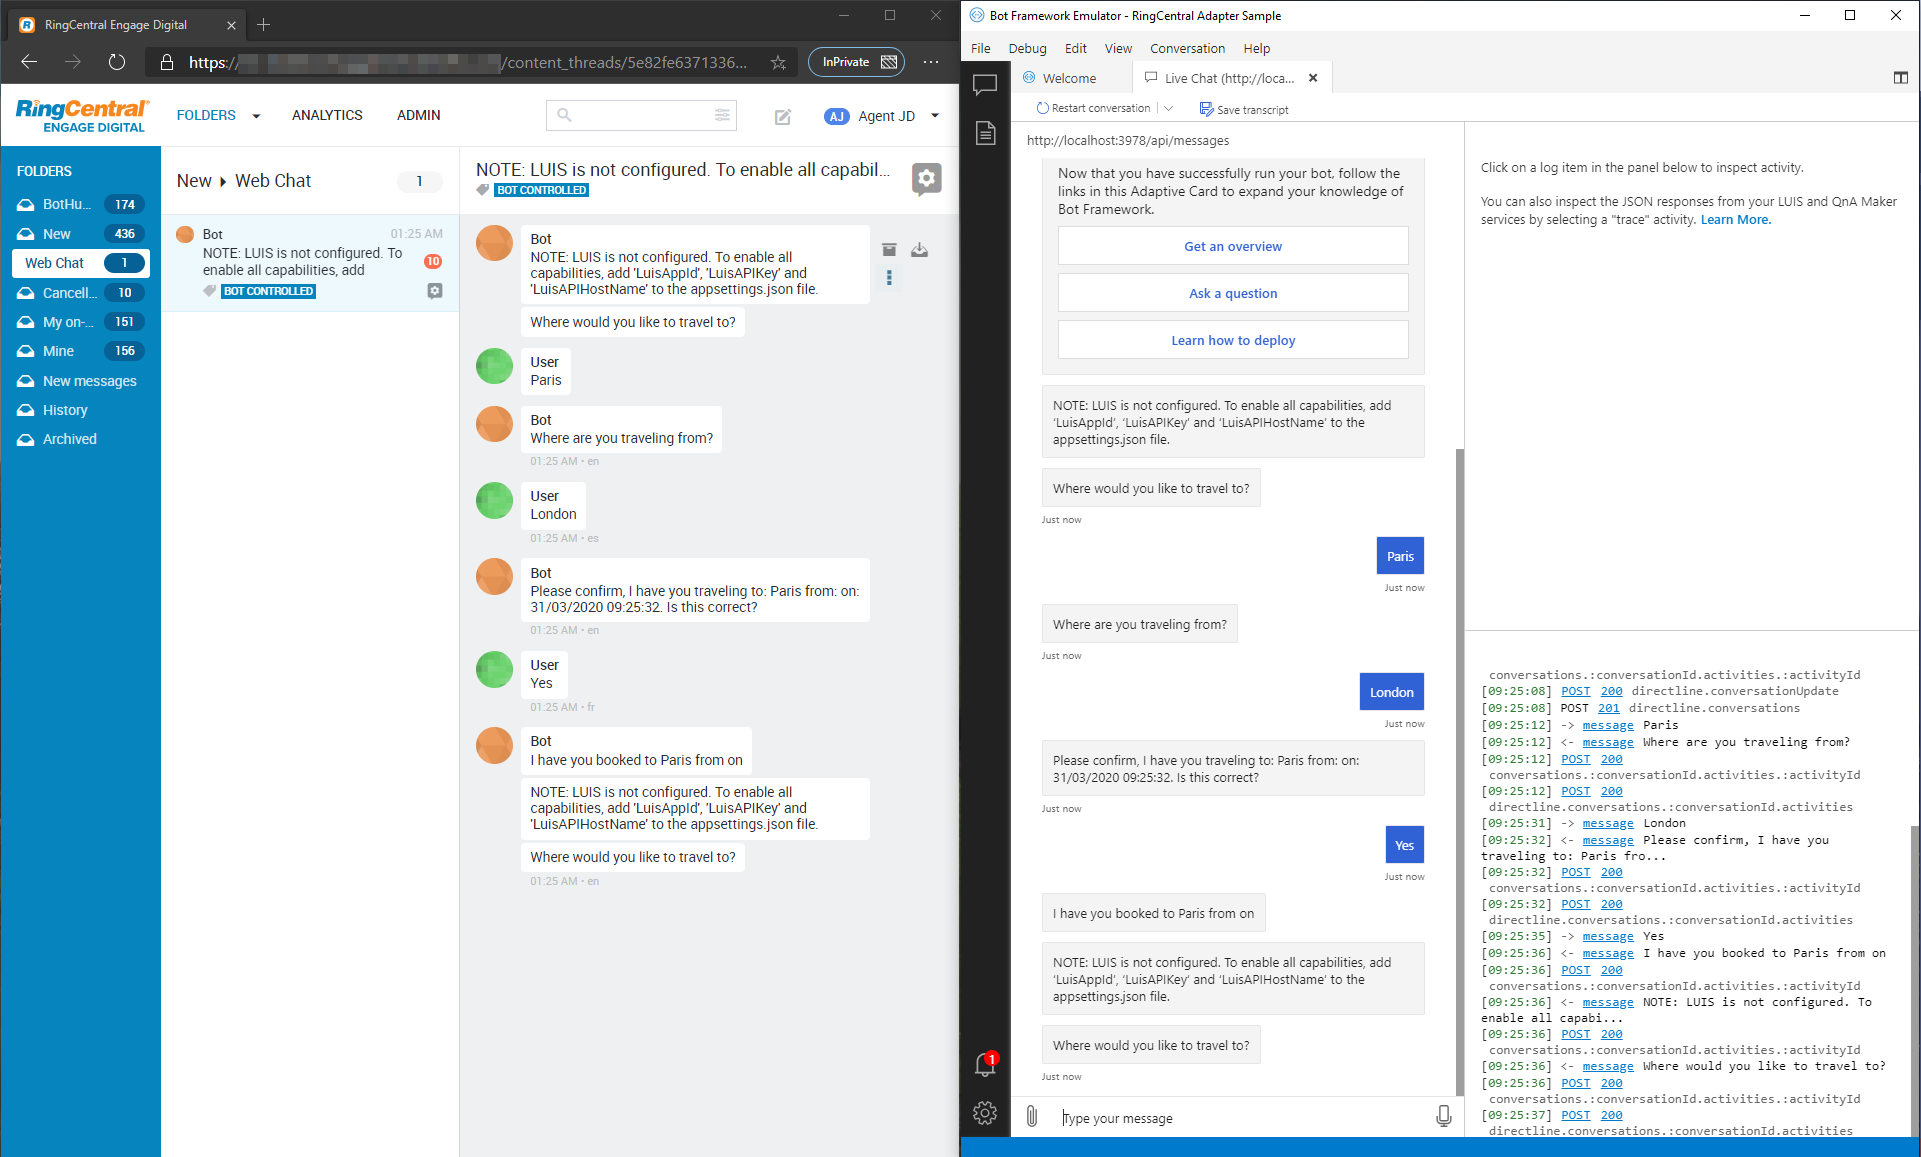 RingCentral Engage Digital
https://
/content_threads/5e82fe6371336...
InPrivate
RingCentral
ENGAGE DIGITAL
FOLDERS
ANALYTICS
ADMIN
AJ
Agent JD
FOLDERS
BotHu... 174
New 436
Web Chat 1
Cancell... 10
My on-... 151
Mine 156
New messages
History
Archived
New Web Chat
1
Bot
01:25 AM
NOTE: LUIS is not configured. To
enable all capabilities, add
10
BOT CONTROLLED
NOTE: LUIS is not configured. To enable all capabil...
BOT CONTROLLED
Bot
NOTE: LUIS is not configured. To enable all
capabilities, add 'LuisAppId', 'LuisAPIKey' and
'LuisAPIHostName' to the appsettings.json file.
Where would you like to travel to?
User
Paris
Bot
Where are you traveling from?
01:25 AM • en
User
London
01:25 AM • es
Bot
Please confirm, I have you traveling to: Paris from: on:
31/03/2020 09:25:32. Is this correct?
01:25 AM • en
User
Yes
01:25 AM • fr
Bot
I have you booked to Paris from on
NOTE: LUIS is not configured. To enable all
capabilities, add 'LuisAppId', 'LuisAPIKey' and
'LuisAPIHostName' to the appsettings.json file.
Where would you like to travel to?
01:25 AM • en
Bot Framework Emulator - RingCentral Adapter Sample
File Debug Edit View Conversation Help
Welcome
Live Chat (http://loca...
Restart conversation
Save transcript
http://localhost:3978/api/messages
Now that you have successfully run your bot, follow the
links in this Adaptive Card to expand your knowledge of
Bot Framework.
Get an overview
Ask a question
Learn how to deploy
NOTE: LUIS is not configured. To enable all capabilities, add
'LuisAppId', 'LuisAPIKey' and 'LuisAPIHostName' to the
appsettings.json file.
Where would you like to travel to?
Just now
Paris
Just now
Where are you traveling from?
Just now
London
Just now
Please confirm, I have you traveling to: Paris from: on:
31/03/2020 09:25:32. Is this correct?
Just now
Yes
Just now
I have you booked to Paris from on
NOTE: LUIS is not configured. To enable all capabilities, add
'LuisAppId', 'LuisAPIKey' and 'LuisAPIHostName' to the
appsettings.json file.
Where would you like to travel to?
Just now
1
Type your message
Click on a log item in the panel below to inspect activity.
You can also inspect the JSON responses from your LUIS and QnA Maker
services by selecting a "trace" activity. Learn More.
conversations.:conversationId.activities.:activityId
[09:25:08] POST 200 directline.conversationUpdate
[09:25:08] POST 201 directline.conversations
[09:25:12] -> message Paris
[09:25:12] <- message Where are you traveling from?
[09:25:12] POST 200
conversations.:conversationId.activities.:activityId
[09:25:12] POST 200
directline.conversations.:conversationId.activities
[09:25:31] -> message London
[09:25:32] <- message Please confirm, I have you
traveling to: Paris fro...
[09:25:32] POST 200
conversations.:conversationId.activities.:activityId
[09:25:32] POST 200
directline.conversations.:conversationId.activities
[09:25:35] -> message Yes
[09:25:36] <- message I have you booked to Paris from on
[09:25:36] POST 200
conversations.:conversationId.activities.:activityId
[09:25:36] <- message NOTE: LUIS is not configured. To
enable all capabi...
[09:25:36] POST 200
conversations.:conversationId.activities.:activityId
[09:25:36] <- message Where would you like to travel to?
[09:25:36] POST 200
conversations.:conversationId.activities.:activityId
[09:25:37] POST 200
directline.conversations.:conversationId.activities